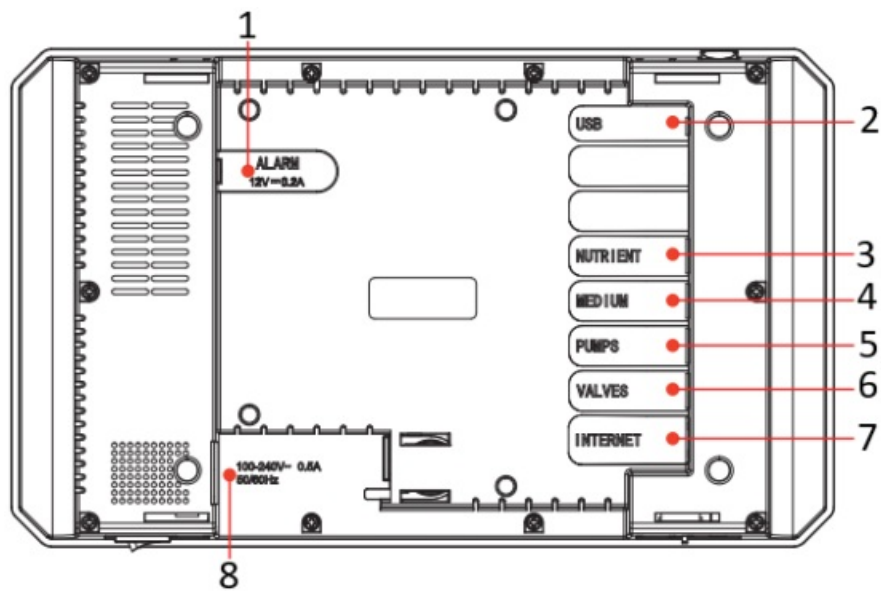 1
USB
2
ALARM
12V⎓0.2A
NUTRIENT
3
MEDIUM
4
PUMPS
5
VALVES
6
INTERNET
7
100-240V~ 0.5A
50/60Hz
8